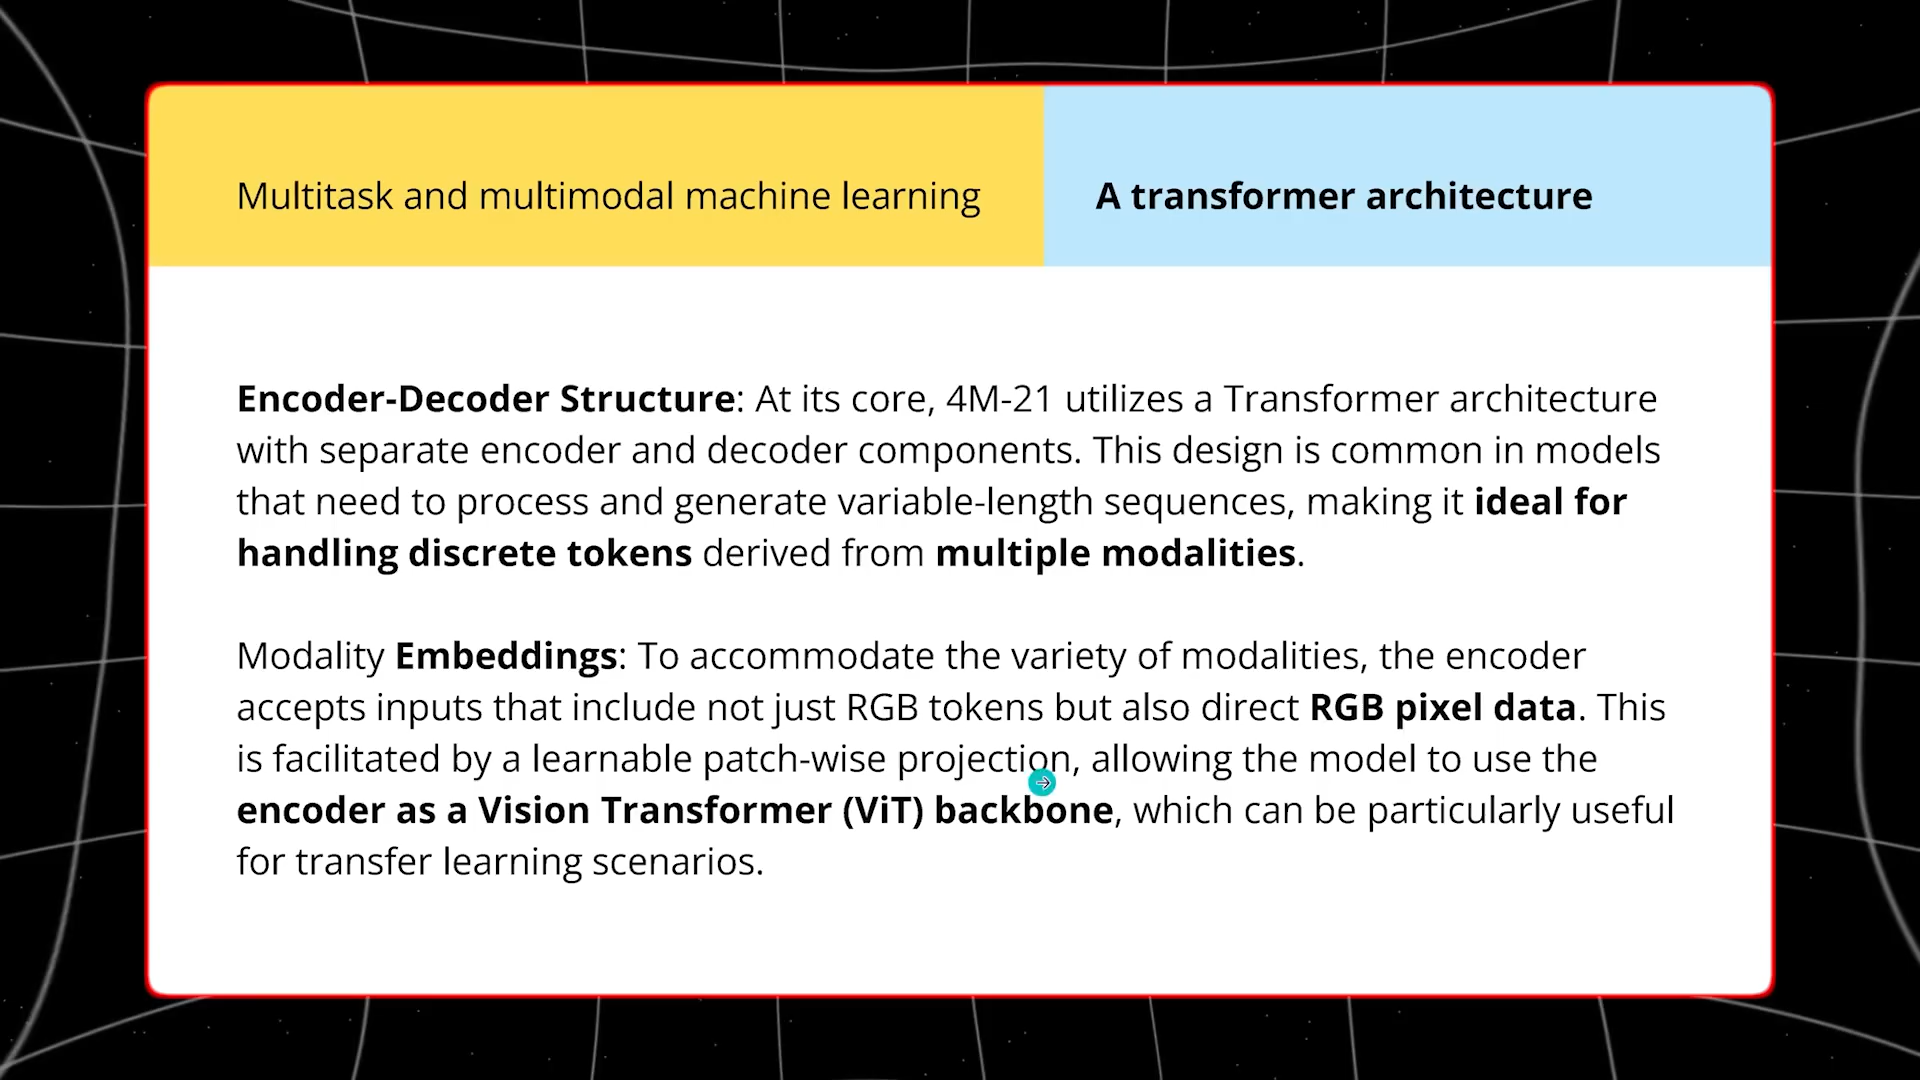 Multitask and multimodal machine learning
A transformer architecture
Encoder-Decoder Structure: At its core, 4M-21 utilizes a Transformer architecture
with separate encoder and decoder components. This design is common in models
that need to process and generate variable-length sequences, making it ideal for
handling discrete tokens derived from multiple modalities.
Modality Embeddings: To accommodate the variety of modalities, the encoder
accepts inputs that include not just RGB tokens but also direct RGB pixel data. This
is facilitated by a learnable patch-wise projection, allowing the model to use the
encoder as a Vision Transformer (ViT) backbone, which can be particularly useful
for transfer learning scenarios.